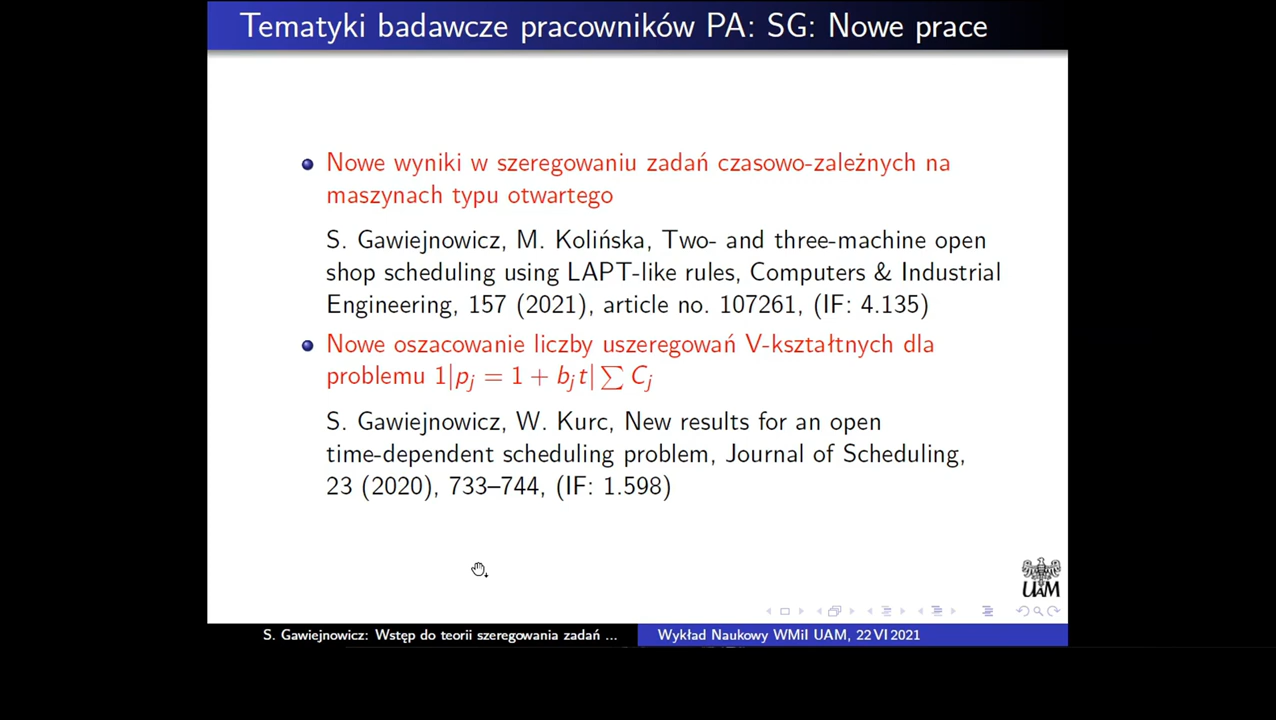 Tematyki badawcze pracowników PA: SG: Nowe prace
Nowe wyniki w szeregowaniu zadań czasowo-zależnych na
maszynach typu otwartego
S. Gawiejnowicz, M. Kolińska, Two- and three-machine open
shop scheduling using LAPT-like rules, Computers & Industrial
Engineering, 157 (2021), article no. 107261, (IF: 4.135)
Nowe oszacowanie liczby uszeregowań V-kształtnych dla
problemu 1|p_j = 1 + b_j t| ∑ C_j
S. Gawiejnowicz, W. Kurc, New results for an open
time-dependent scheduling problem, Journal of Scheduling,
23 (2020), 733–744, (IF: 1.598)
UAM
S. Gawiejnowicz: Wstęp do teorii szeregowania zadań ...
Wykład Naukowy WMiI UAM, 22 VI 2021